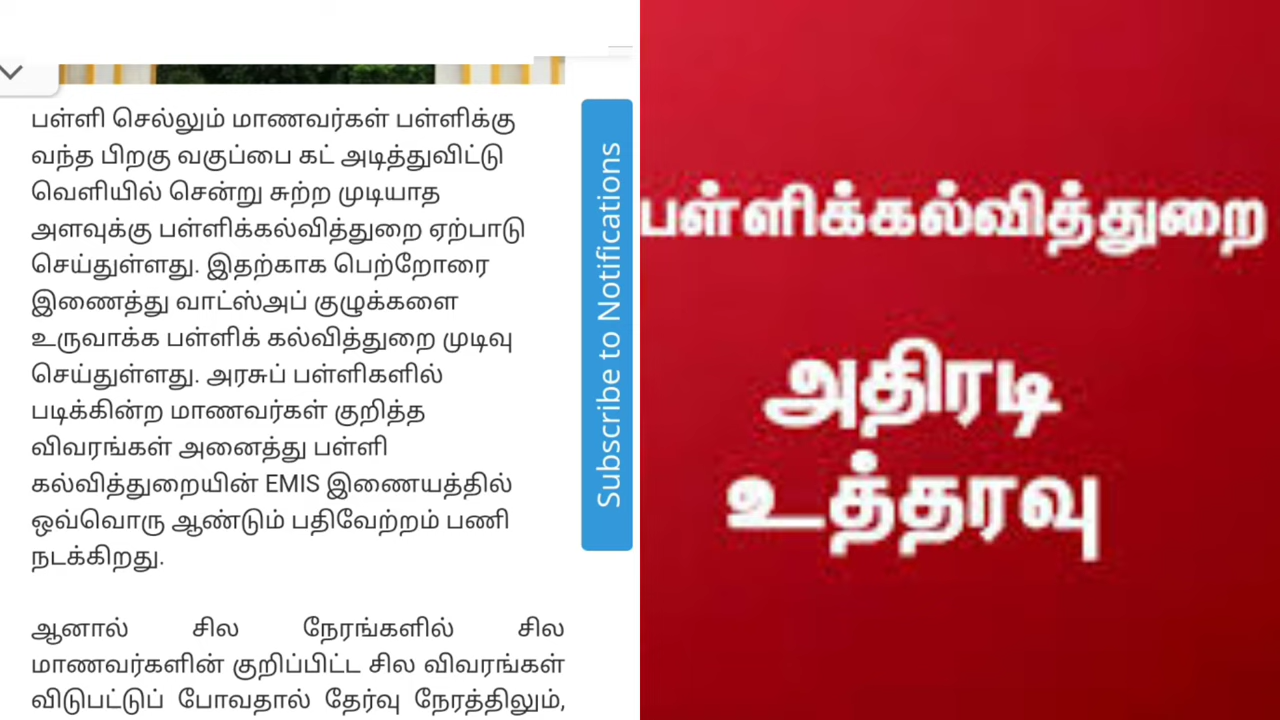 பள்ளி செல்லும் மாணவர்கள் பள்ளிக்கு
வந்த பிறகு வகுப்பை கட் அடித்துவிட்டு
வெளியில் சென்று சுற்ற முடியாத
அளவுக்கு பள்ளிக்கல்வித்துறை ஏற்பாடு
செய்துள்ளது. இதற்காக பெற்றோரை
இணைத்து வாட்ஸ்அப் குழுக்களை
உருவாக்க பள்ளிக் கல்வித்துறை முடிவு
செய்துள்ளது. அரசுப் பள்ளிகளில்
படிக்கின்ற மாணவர்கள் குறித்த
விவரங்கள் அனைத்து பள்ளி
கல்வித்துறையின் EMIS இணையத்தில்
ஒவ்வொரு ஆண்டும் பதிவேற்றம் பணி
நடக்கிறது.
ஆனால் சில நேரங்களில் சில
மாணவர்களின் குறிப்பிட்ட சில விவரங்கள்
விடுபட்டுப் போவதால் தேர்வு நேரத்திலும்,
Subscribe to Notifications
பள்ளிக்கல்வித்துறை
அதிரடி
உத்தரவு